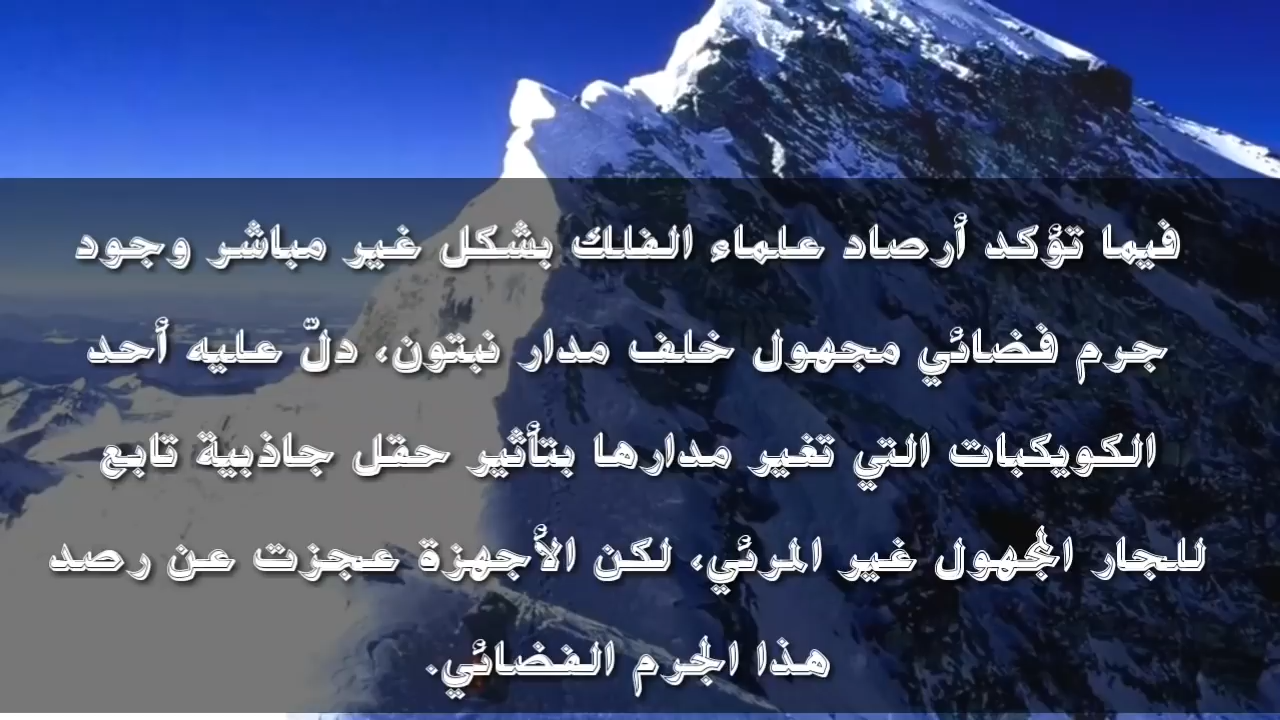 فيما تؤكد أرصاد علماء الفلك بشكل غير مباشر وجود
جرم فضائي مجهول خلف مدار نبتون، دلّ عليه أحد
الكويكبات التي تغير مدارها بتأثير حقل جاذبية تابع
للجار المجهول غير المرئي، لكن الأجهزة عجزت عن رصد
هذا الجرم الفضائي.